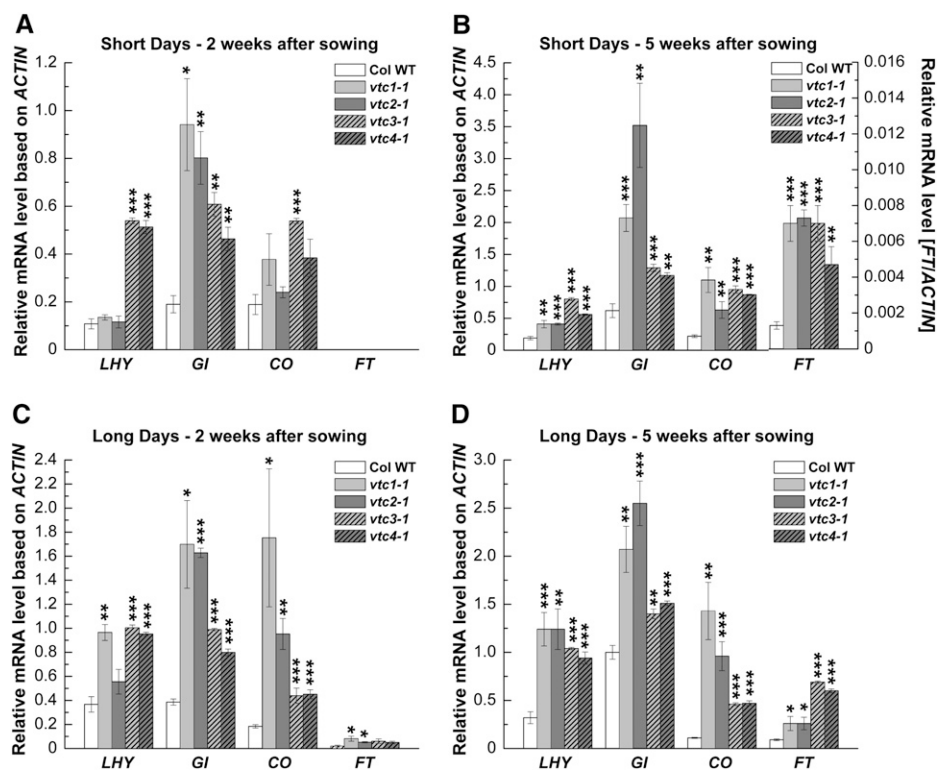 A
Short Days - 2 weeks after sowing
Relative mRNA level based on ACTIN
1.2
1.0
0.8
0.6
0.4
0.2
0
Col WT
vtc1-1
vtc2-1
vtc3-1
vtc4-1
***
***
*
**
**
**
***
LHY
GI
CO
FT
B
Short Days - 5 weeks after sowing
Relative mRNA level based on ACTIN
4.5
4.0
3.5
3.0
2.5
2.0
1.5
1.0
0.5
0.0
Col WT
vtc1-1
vtc2-1
vtc3-1
vtc4-1
**
***
***
***
***
**
***
**
**
**
***
***
***
***
***
**
LHY
GI
CO
FT
0.016
0.014
0.012
0.010
0.008
0.006
0.004
0.002
0
Relative mRNA level [FT/ACTIN]
C
Long Days - 2 weeks after sowing
Relative mRNA level based on ACTIN
2.4
2.2
2.0
1.8
1.6
1.4
1.2
1.0
0.8
0.6
0.4
0.2
0
Col WT
vtc1-1
vtc2-1
vtc3-1
vtc4-1
**
***
***
*
***
***
***
*
**
***
***
*
*
LHY
GI
CO
FT
D
Long Days - 5 weeks after sowing
Relative mRNA level based on ACTIN
3.0
2.5
2.0
1.5
1.0
0.5
0
Col WT
vtc1-1
vtc2-1
vtc3-1
vtc4-1
***
**
***
***
**
***
**
***
**
***
***
***
*
*
***
***
LHY
GI
CO
FT